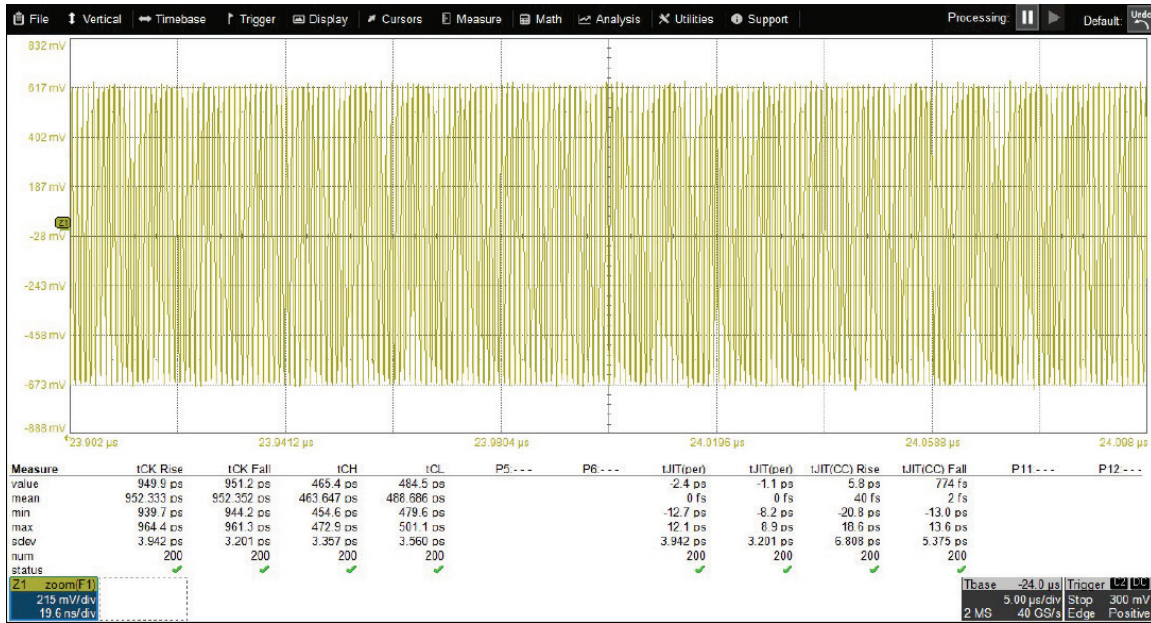 File Vertical Timebase Trigger Display Cursors Measure Math Analysis Utilities Support Processing: Default: Undo
832 mV
617 mV
402 mV
187 mV
Z1
-28 mV
-243 mV
-458 mV
-673 mV
-888 mV
23.902 µs 23.9412 µs 23.9804 µs 24.0196 µs 24.0588 µs 24.098 µs
Measure tCK Rise tCK Fall tCH tCL P5:--- P6:--- tJIT(per) tJIT(per) tJIT(CC) Rise tJIT(CC) Fall P11:--- P12:---
value 949.9 ps 951.2 ps 465.4 ps 484.5 ps -2.4 ps -1.1 ps 5.8 ps 774 fs
mean 952.333 ps 952.352 ps 463.647 ps 488.686 ps 0 fs 0 fs 40 fs 2 fs
min 939.7 ps 944.2 ps 454.6 ps 479.6 ps -12.7 ps -8.2 ps -20.8 ps -13.0 ps
max 964.4 ps 961.3 ps 472.9 ps 501.1 ps 12.1 ps 8.9 ps 18.6 ps 13.6 ps
sdev 3.942 ps 3.201 ps 3.357 ps 3.560 ps 3.942 ps 3.201 ps 6.808 ps 5.375 ps
num 200 200 200 200 200 200 200 200
status
Z1 zoom(F1)
215 mV/div
19.6 ns/div
Tbase -24.0 µs Trigger C2 DC
5.00 µs/div Stop 300 mV
2 MS 40 GS/s Edge Positive